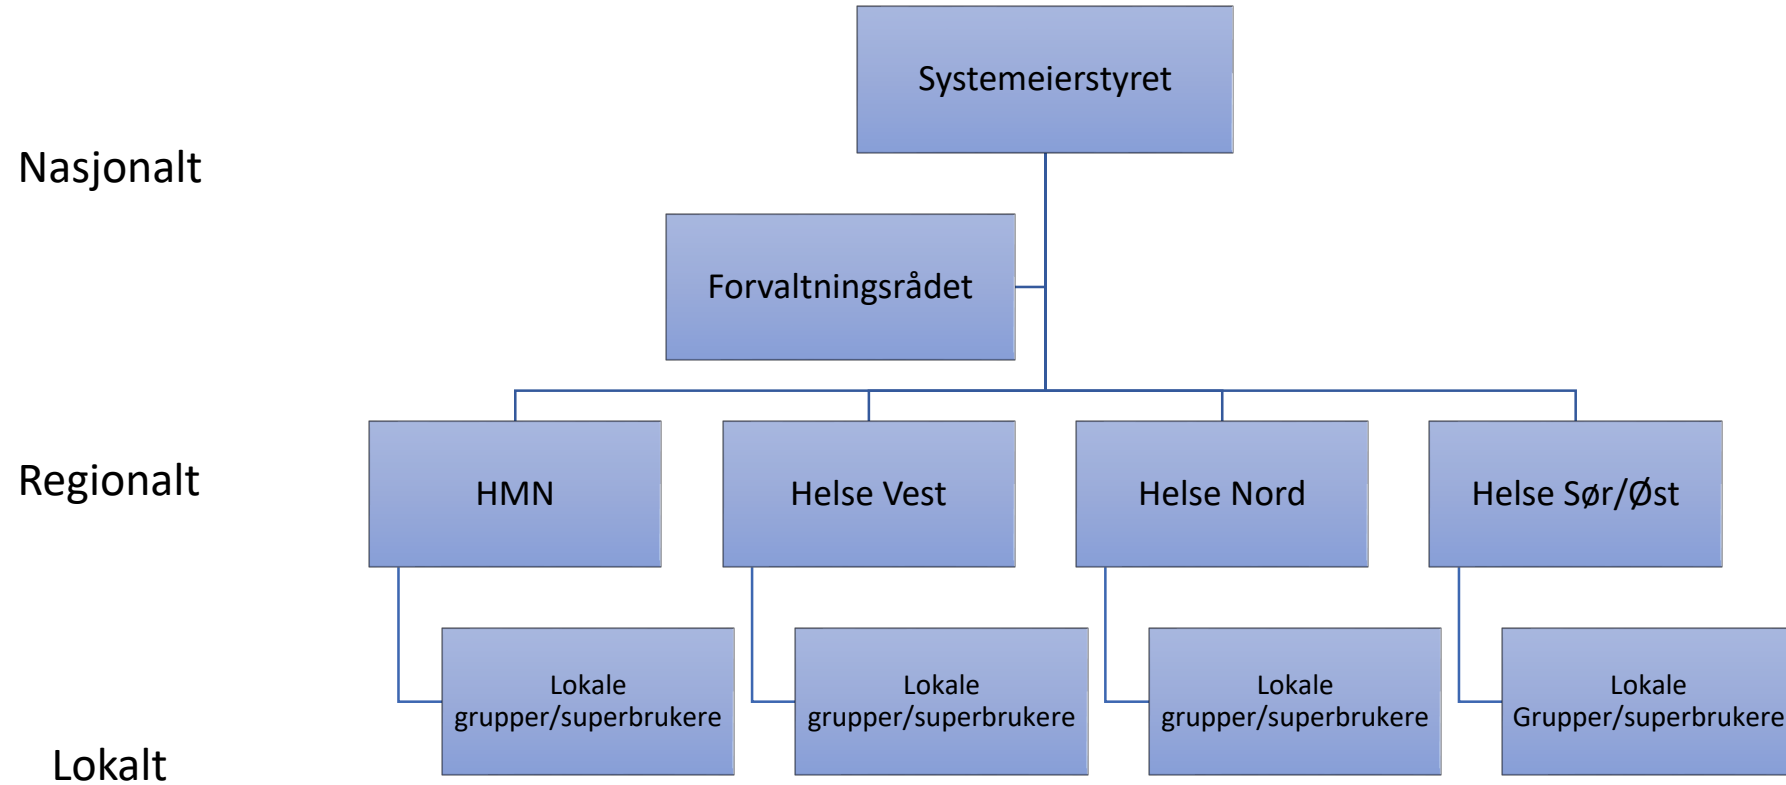 Systemeierstyret
Nasjonalt
Forvaltningsrådet
Regionalt
HMN
Helse Vest
Helse Nord
Helse Sør/Øst
Lokale
grupper/superbrukere
Lokale
grupper/superbrukere
Lokale
grupper/superbrukere
Lokale
Grupper/superbrukere
Lokalt